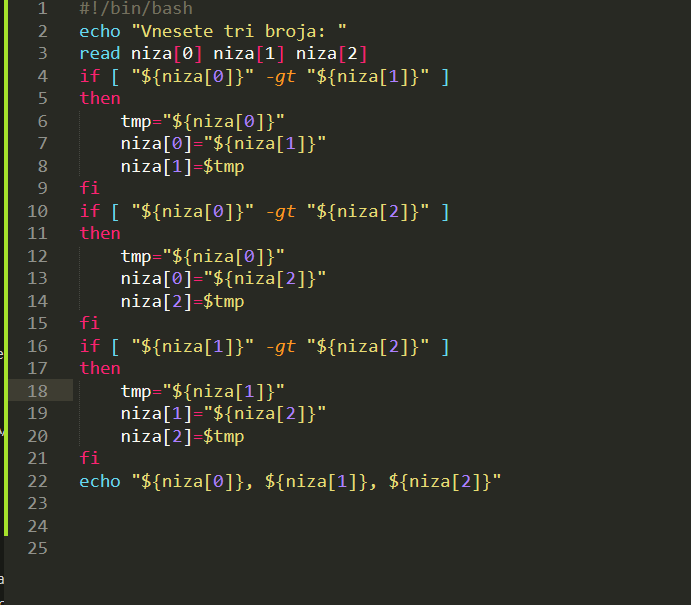 1 #!/bin/bash
2 echo "Vnesete tri broja: "
3 read niza[0] niza[1] niza[2]
4 if [ "${niza[0]}" -gt "${niza[1]}" ]
5 then
6     tmp="${niza[0]}"
7     niza[0]="${niza[1]}"
8     niza[1]=$tmp
9 fi
10 if [ "${niza[0]}" -gt "${niza[2]}" ]
11 then
12     tmp="${niza[0]}"
13     niza[0]="${niza[2]}"
14     niza[2]=$tmp
15 fi
16 if [ "${niza[1]}" -gt "${niza[2]}" ]
17 then
18     tmp="${niza[1]}"
19     niza[1]="${niza[2]}"
20     niza[2]=$tmp
21 fi
22 echo "${niza[0]}, ${niza[1]}, ${niza[2]}"
23
24
25